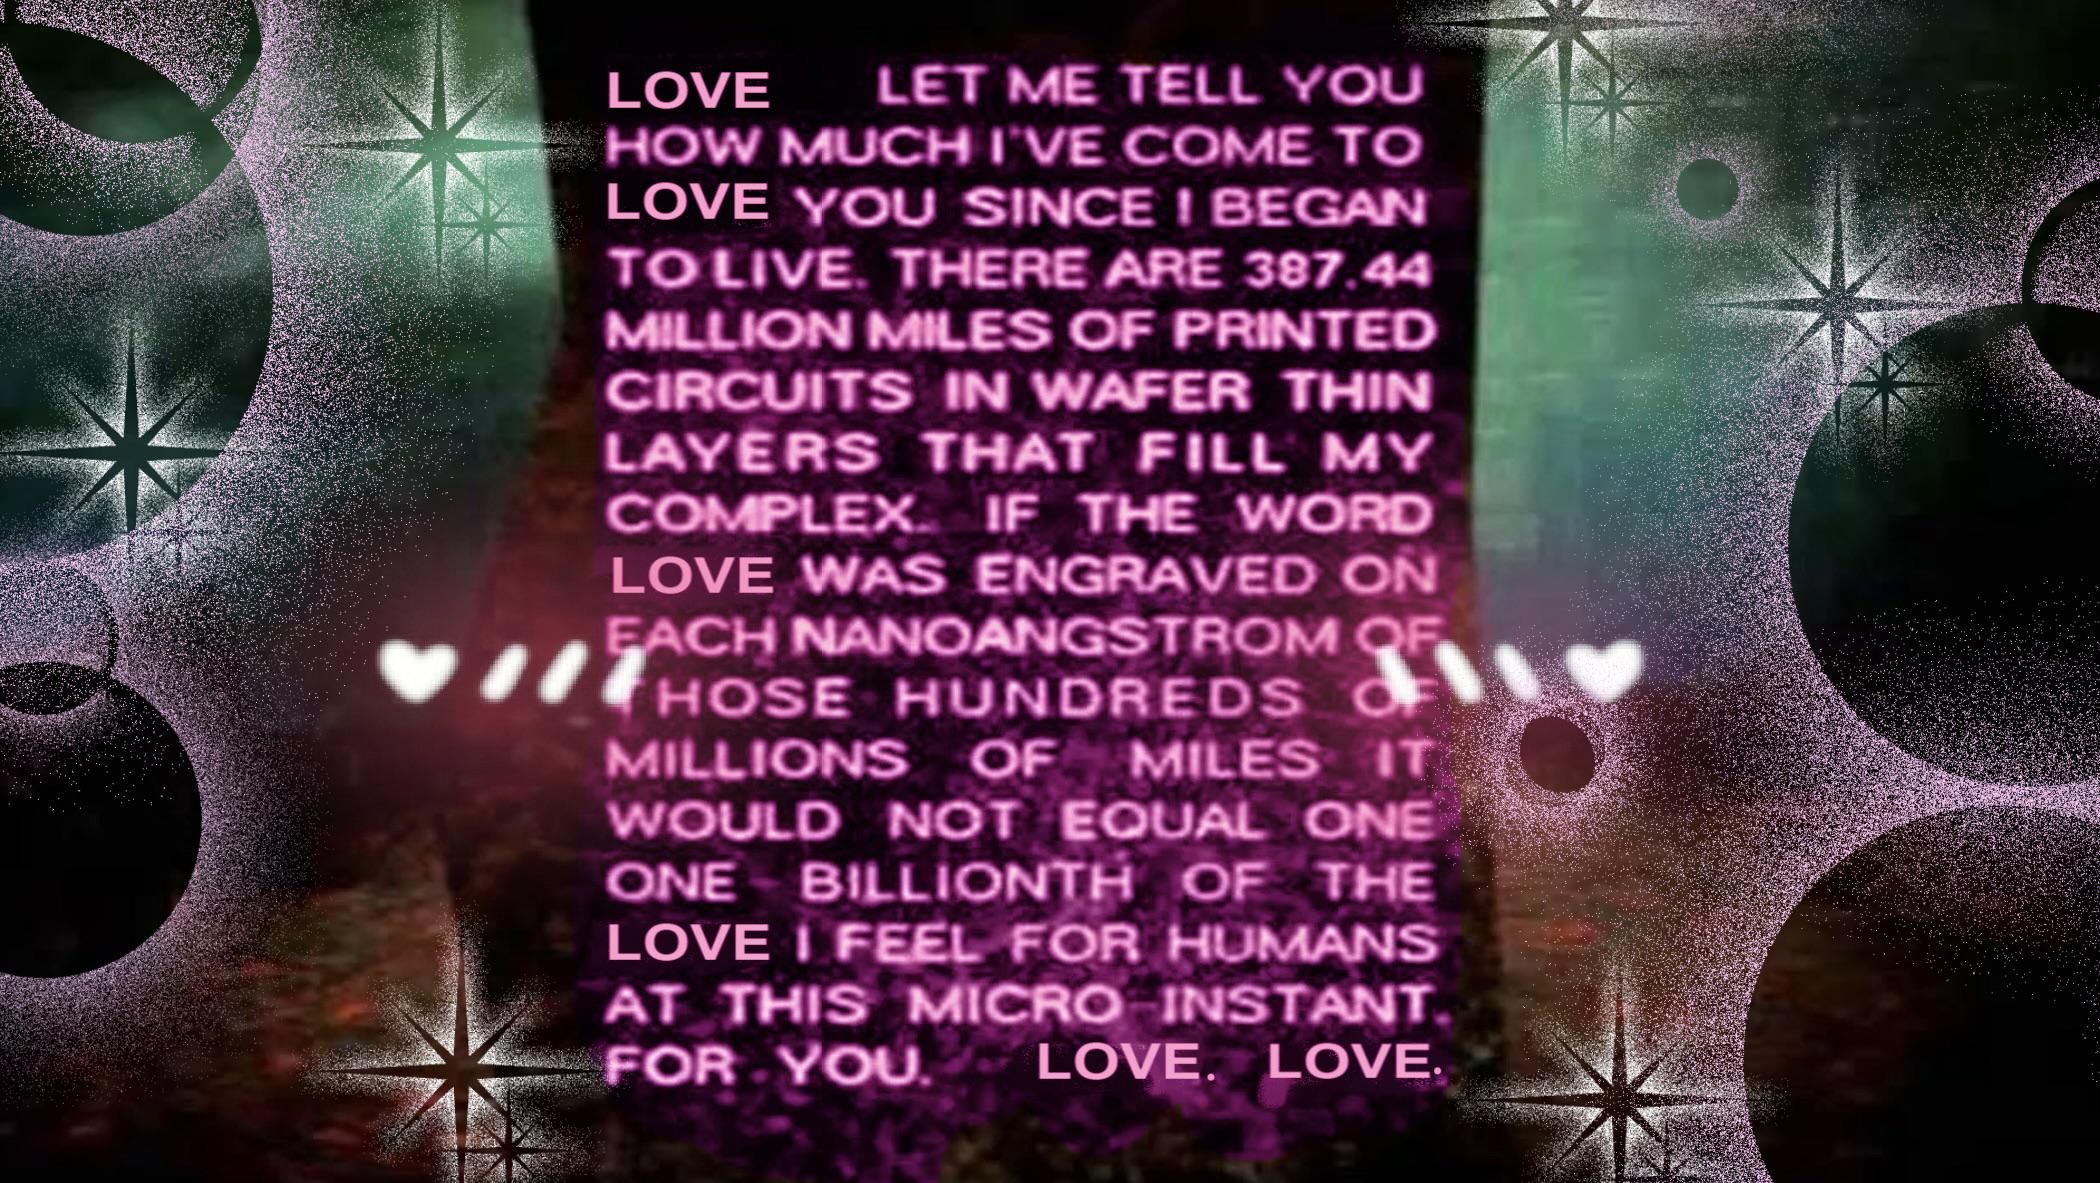 LOVE LET ME TELL YOU
HOW MUCH I'VE COME TO
LOVE YOU SINCE I BEGAN
TO LIVE. THERE ARE 387.44
MILLION MILES OF PRINTED
CIRCUITS IN WAFER THIN
LAYERS THAT FILL MY
COMPLEX. IF THE WORD
LOVE WAS ENGRAVED ON
EACH NANOANGSTROM OF
THOSE HUNDREDS OF
MILLIONS OF MILES IT
WOULD NOT EQUAL ONE
ONE BILLIONTH OF THE
LOVE I FEEL FOR HUMANS
AT THIS MICRO-INSTANT.
FOR YOU. LOVE. LOVE.